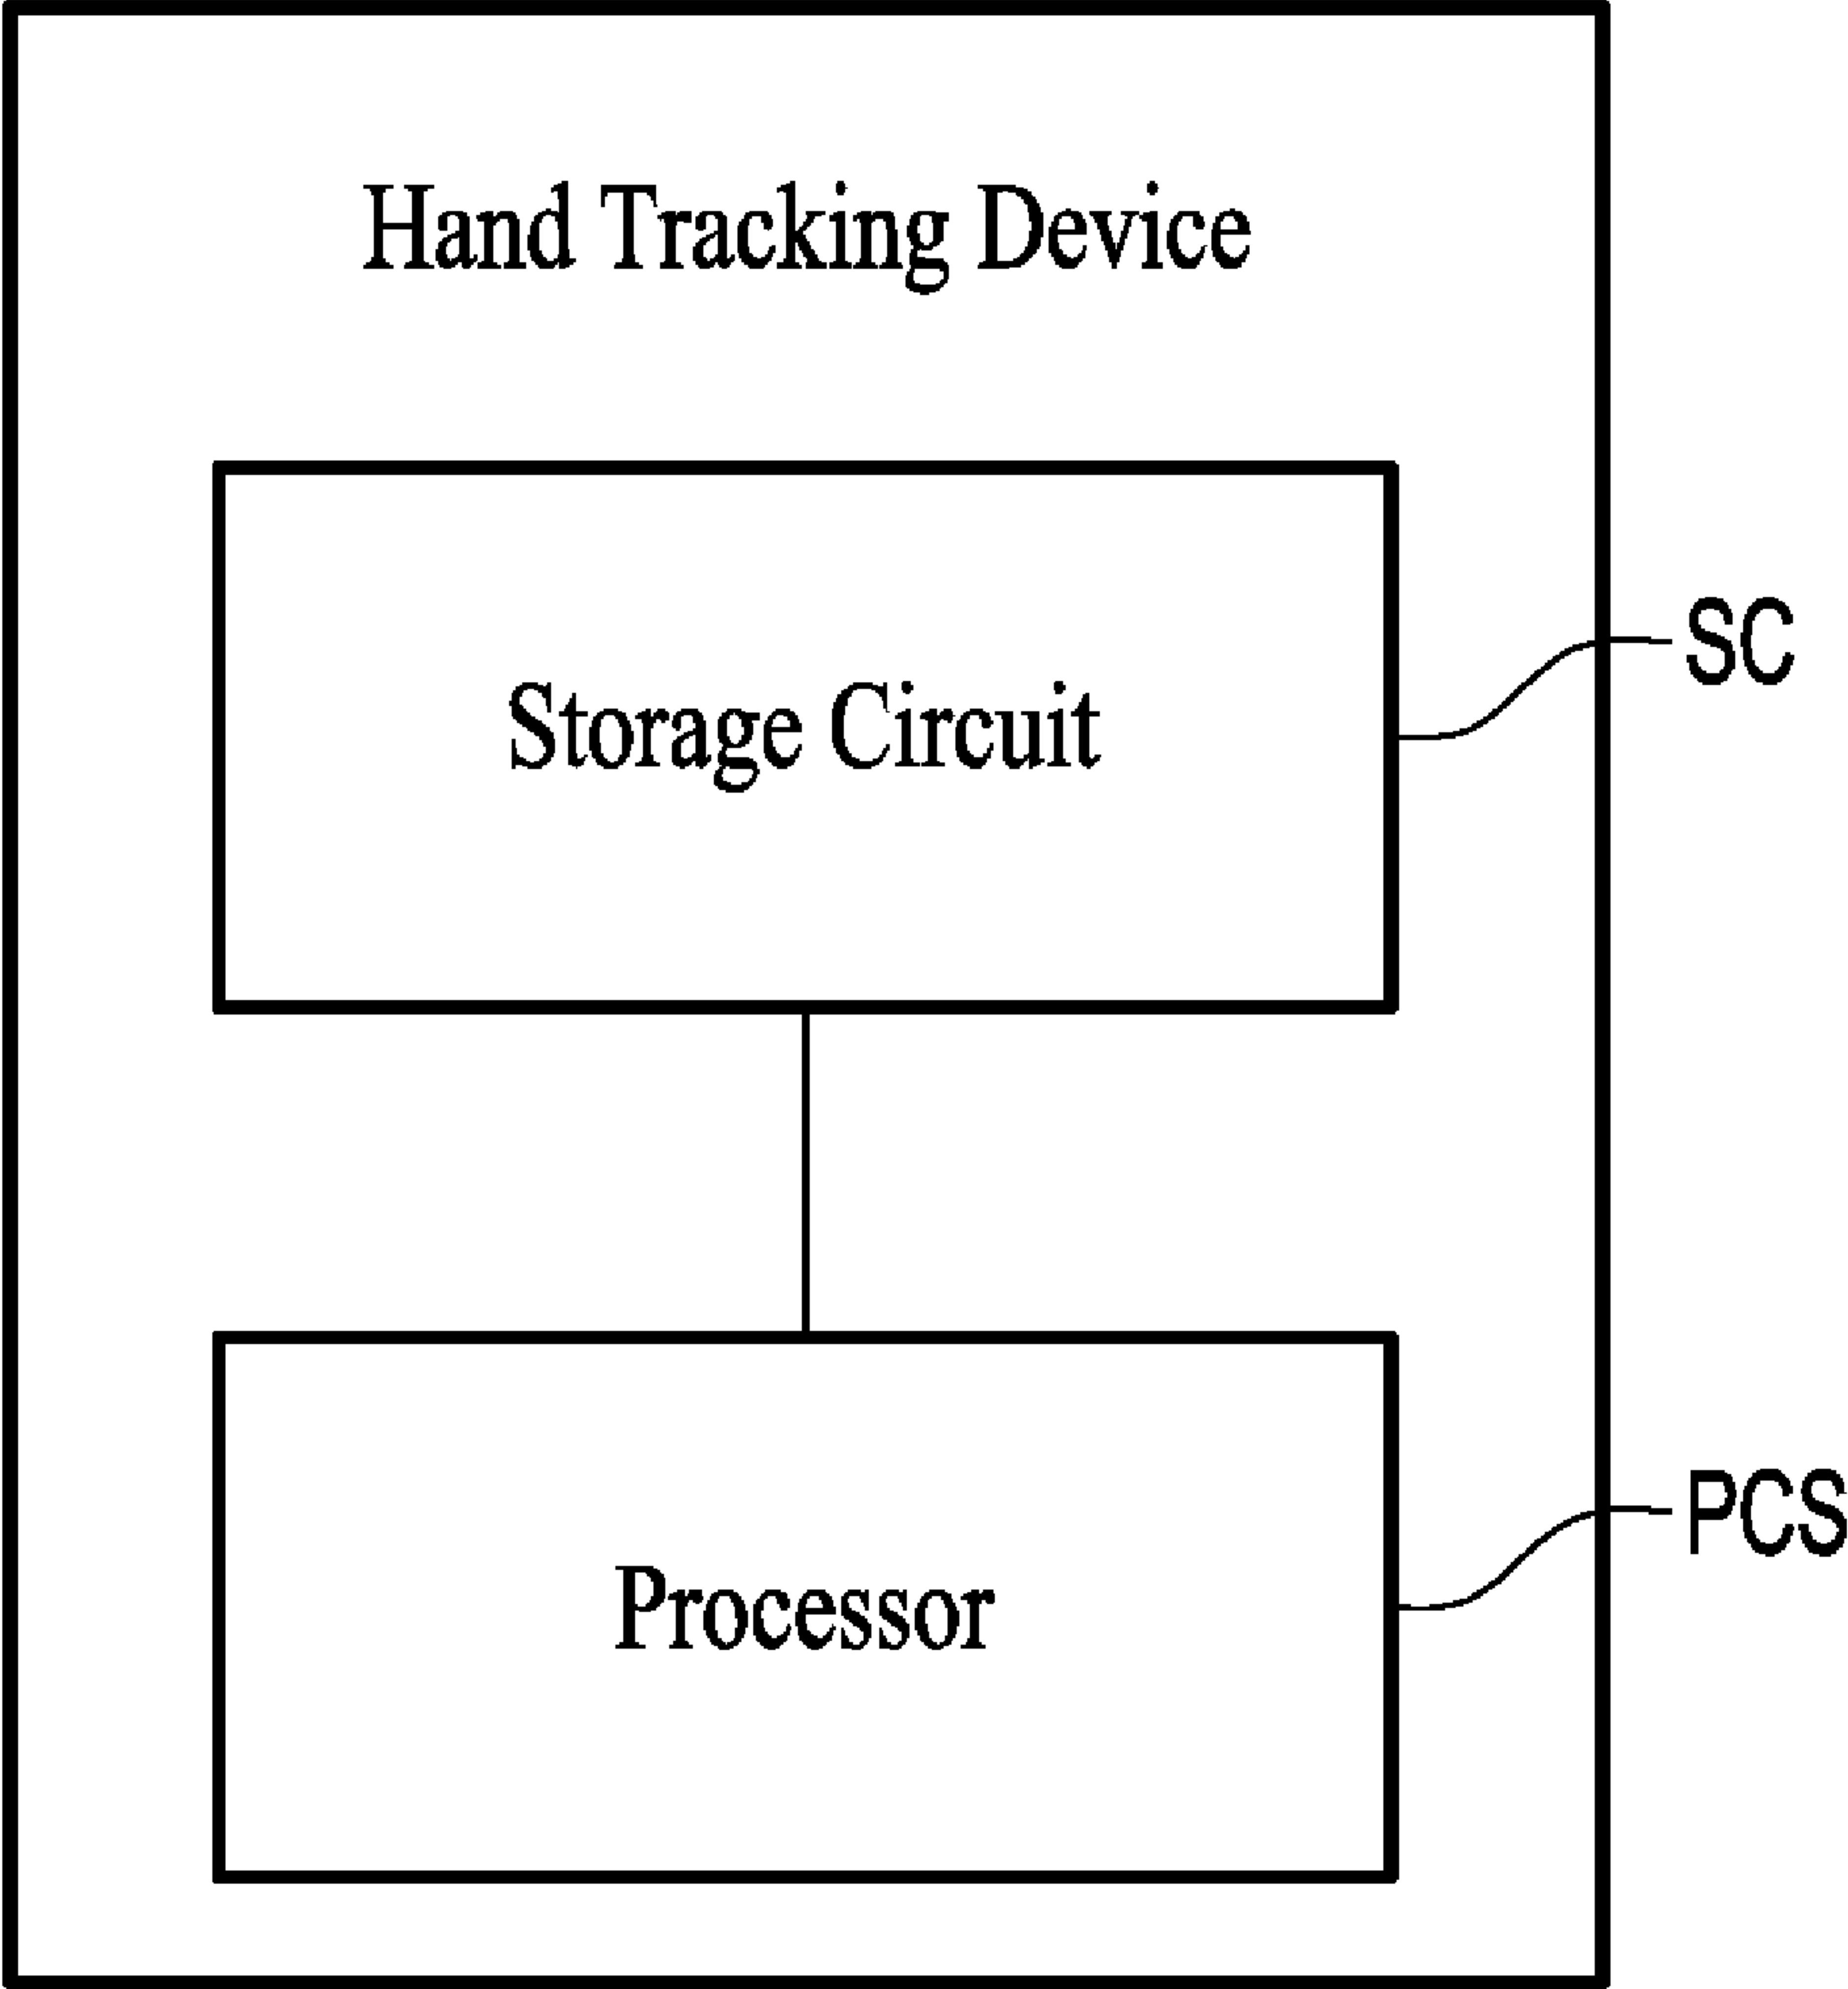 Hand Tracking Device
SC
Storage Circuit
PCS
Processor